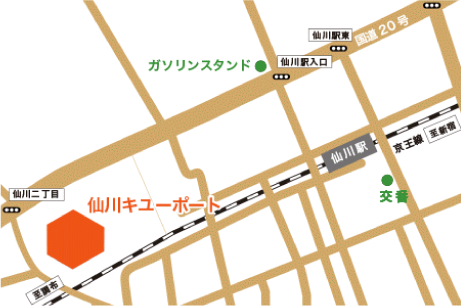 仙川駅東
国道20号
仙川駅入口
ガソリンスタンド
仙川駅
京王線
至新宿
交番
仙川二丁目
仙川キユーポート
至調布